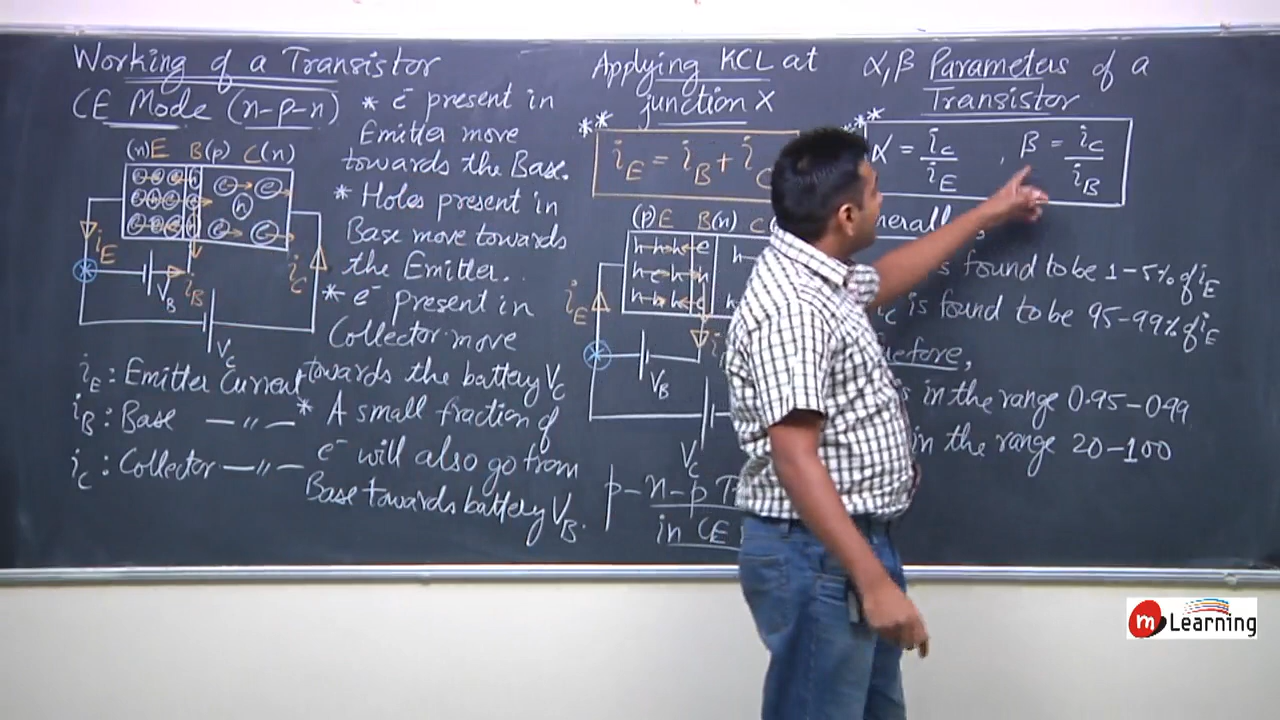 Working of a Transistor
CE Mode (n-p-n)
(n)E B(p) C(n)
e e e h
e e e h
e e e h
e e
h
e e
iE
VB
iB
iC
VC
iE : Emitter Current
iB : Base —〃—
iC : Collector —〃—
* e⁻ present in
Emitter move
towards the Base.
* Holes present in
Base move towards
the Emitter..
* e⁻ present in
Collector move
towards the battery VC
* A small fraction of
e⁻ will also go from
Base towards battery VB.
Applying KCL at
junction X
** iE = iB + iC
(p)E B(n)
h h h e
h e h h
h h h e
iE
VB
VC
p-n-p
in CE
α, β Parameters of a
Transistor
** α = iC/iE , β = iC/iB
is found to be 1-5% of iE
iC is found to be 95-99% of iE
in the range 0.95-0.99
in the range 20-100
m Learning